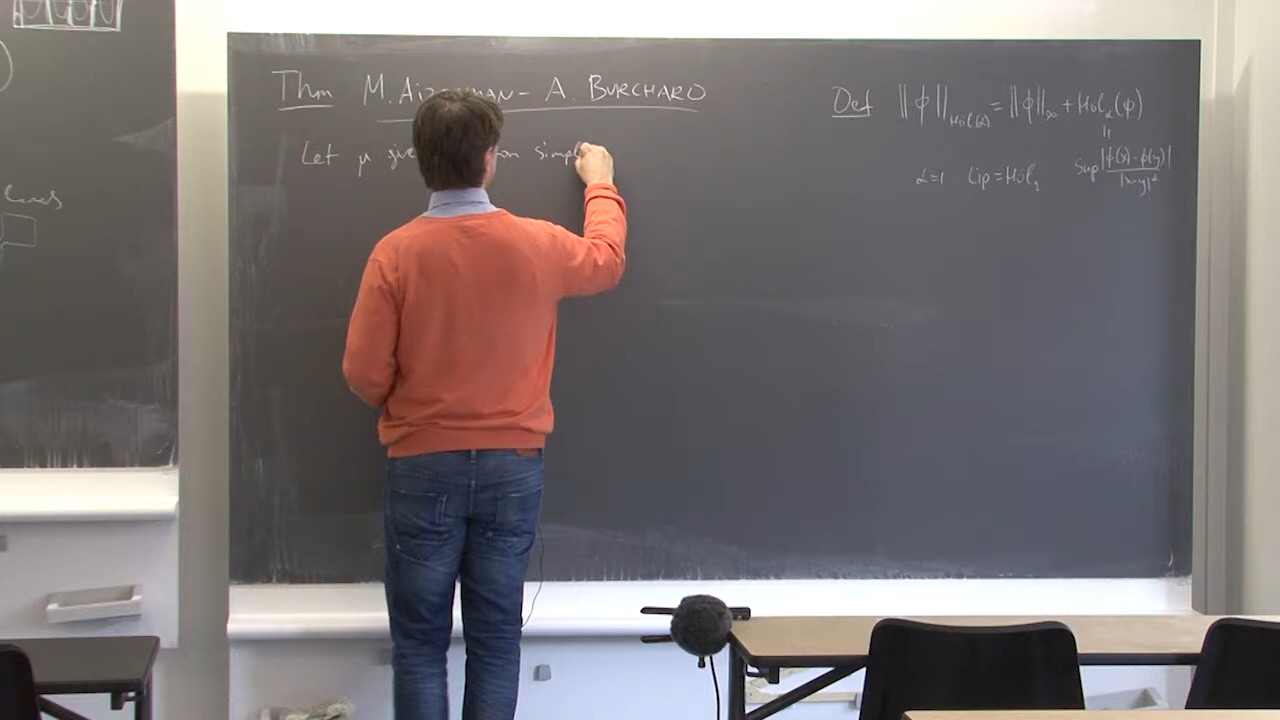 Thm M. Aizenman - A. BURCHARD
Let μ give on simpl
Def ‖ϕ‖_{Höl(α)} = ‖ϕ‖_∞ + Höl_α(ϕ)
=
α=1 Lip = Höl_1
sup |ϕ(x) - ϕ(y)| / |x-y|^α